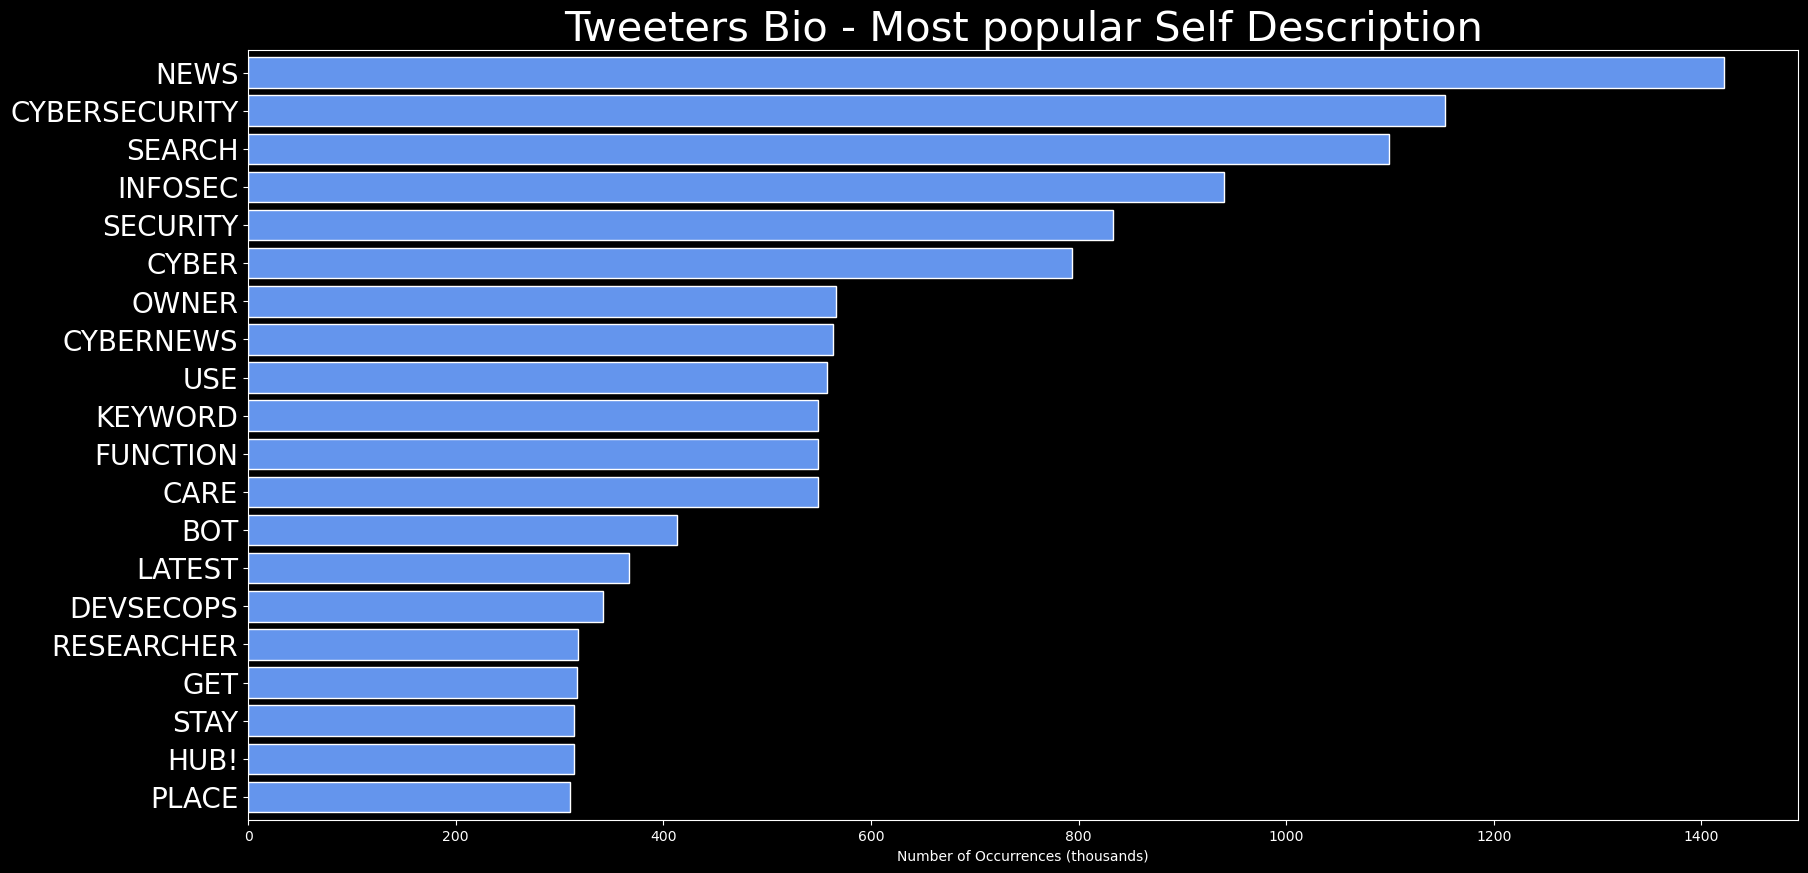 Tweeters Bio - Most popular Self Description
NEWS
CYBERSECURITY
SEARCH
INFOSEC
SECURITY
CYBER
OWNER
CYBERNEWS
USE
KEYWORD
FUNCTION
CARE
BOT
LATEST
DEVSECOPS
RESEARCHER
GET
STAY
HUB!
PLACE
0 200 400 600 800 1000 1200 1400
Number of Occurrences (thousands)